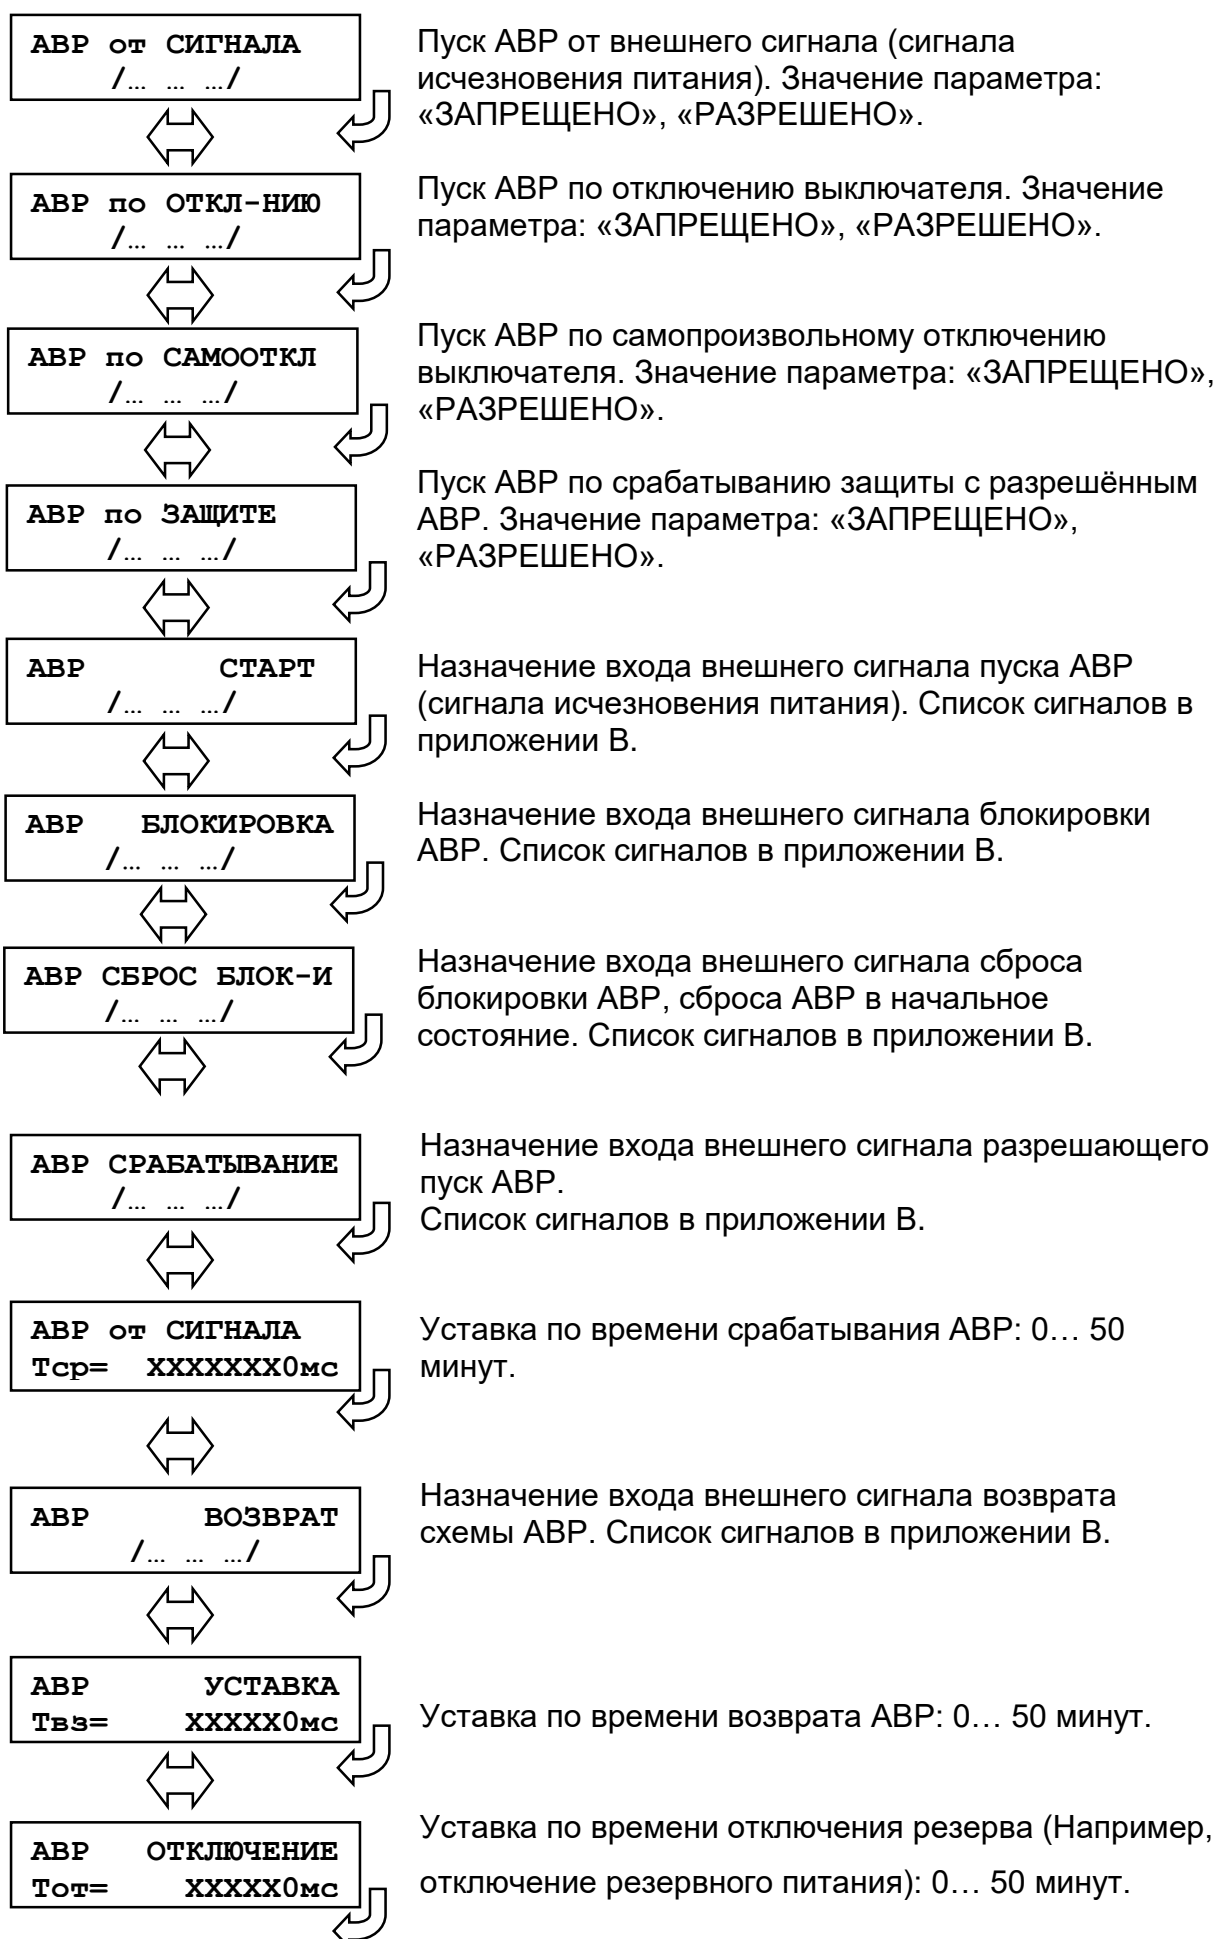 АВР от СИГНАЛА
/… … …/
Пуск АВР от внешнего сигнала (сигнала
исчезновения питания). Значение параметра:
«ЗАПРЕЩЕНО», «РАЗРЕШЕНО».
АВР по ОТКЛ-НИЮ
/… … …/
Пуск АВР по отключению выключателя. Значение
параметра: «ЗАПРЕЩЕНО», «РАЗРЕШЕНО».
АВР по САМООТКЛ
/… … …/
Пуск АВР по самопроизвольному отключению
выключателя. Значение параметра: «ЗАПРЕЩЕНО»,
«РАЗРЕШЕНО».
АВР по ЗАЩИТЕ
/… … …/
Пуск АВР по срабатыванию защиты с разрешённым
АВР. Значение параметра: «ЗАПРЕЩЕНО»,
«РАЗРЕШЕНО».
АВР СТАРТ
/… … …/
Назначение входа внешнего сигнала пуска АВР
(сигнала исчезновения питания). Список сигналов в
приложении В.
АВР БЛОКИРОВКА
/… … …/
Назначение входа внешнего сигнала блокировки
АВР. Список сигналов в приложении В.
АВР СБРОС БЛОК-И
/… … …/
Назначение входа внешнего сигнала сброса
блокировки АВР, сброса АВР в начальное
состояние. Список сигналов в приложении В.
АВР СРАБАТЫВАНИЕ
/… … …/
Назначение входа внешнего сигнала разрешающего
пуск АВР.
Список сигналов в приложении В.
АВР от СИГНАЛА
Тср= XXXXXXX0мс
Уставка по времени срабатывания АВР: 0… 50
минут.
АВР ВОЗВРАТ
/… … …/
Назначение входа внешнего сигнала возврата
схемы АВР. Список сигналов в приложении В.
АВР УСТАВКА
Твз= XXXXX0мс
Уставка по времени возврата АВР: 0… 50 минут.
АВР ОТКЛЮЧЕНИЕ
Тот= XXXXX0мс
Уставка по времени отключения резерва (Например,
отключение резервного питания): 0… 50 минут.